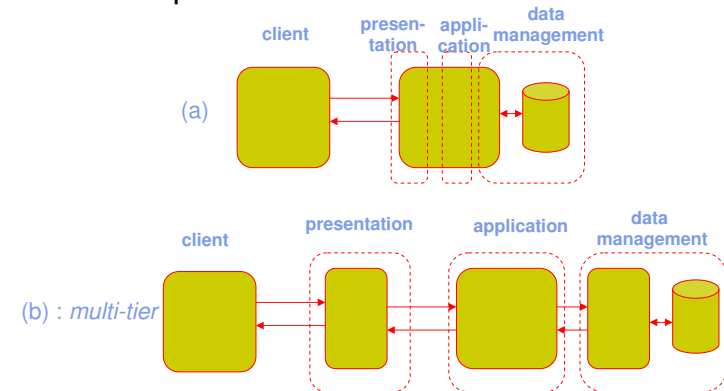 client
presen-
tation
appli-
cation
data
management
(a)
client
presentation
application
data
management
(b) : multi-tier